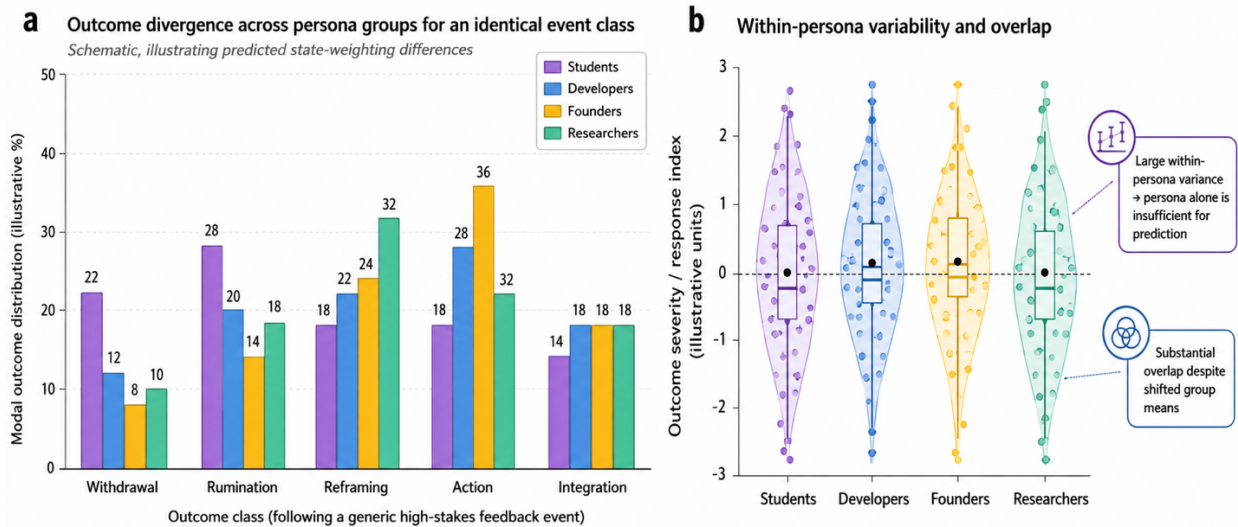 a
Outcome divergence across persona groups for an identical event class
Schematic, illustrating predicted state-weighting differences
Students
Developers
Founders
Researchers
Modal outcome distribution (illustrative %)
50
40
30
20
10
0
22
12
8
10
28
20
14
18
18
22
24
32
18
28
36
32
14
18
18
18
Withdrawal
Rumination
Reframing
Action
Integration
Outcome class (following a generic high-stakes feedback event)
b
Within-persona variability and overlap
Outcome severity / response index
(illustrative units)
3
2
1
0
-1
-2
-3
Students
Developers
Founders
Researchers
Large within-
persona variance
→ persona alone is
insufficient for
prediction
Substantial
overlap despite
shifted group
means